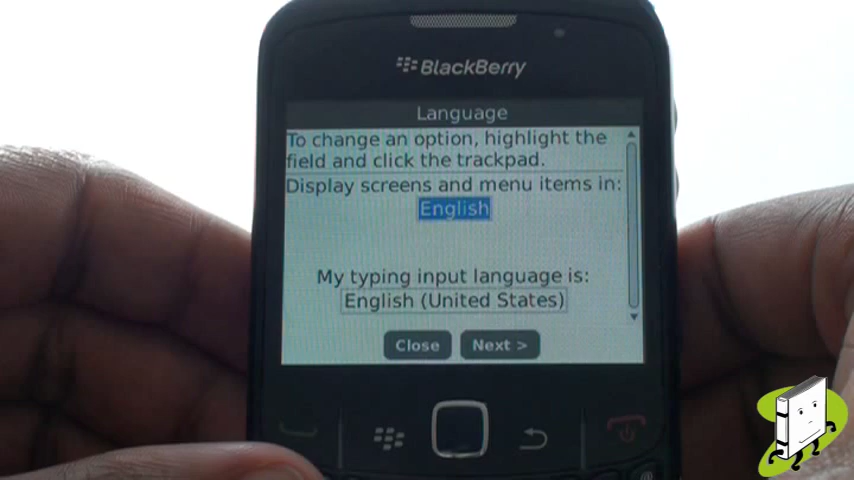 BlackBerry
Language
To change an option, highlight the
field and click the trackpad.
Display screens and menu items in:
English
My typing input language is:
English (United States)
Close Next >